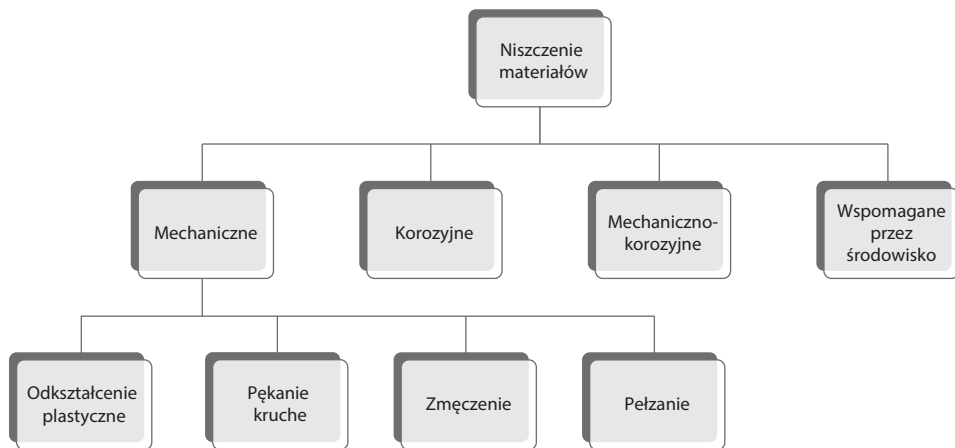 Niszczenie
materiałów
Mechaniczne
Korozyjne
Mechaniczno-
korozyjne
Wspomagane
przez
środowisko
Odkształcenie
plastyczne
Pękanie
kruche
Zmęczenie
Pełzanie